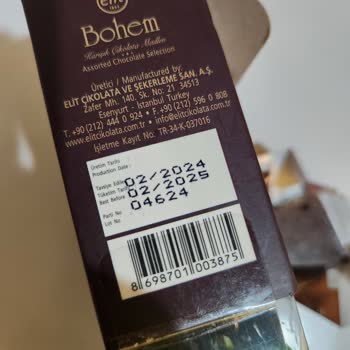 elit
1924
Bohem
Karışık Çikolata Madlen
Assorted Chocolate Selection
Üretici / Manufactured by:
ELİT ÇİKOLATA VE ŞEKERLEME SAN. A.Ş.
Zafer Mh. 140. Sk. No: 21 34513
Esenyurt - İstanbul Turkey
T.+90 (212) 444 0 924 • F.+90 (212) 596 0 808
www.elitcikolata.com.tr • info@elitcikolata.com.tr
İşletme Kayıt No: TR-34-K-037016
Üretim Tarihi
Production Date :
02/2024
Tavsiye Edilen
Tüketim Tarihi
Best Before
02/2025
Parti No
Lot No
04624
8 698701 003875